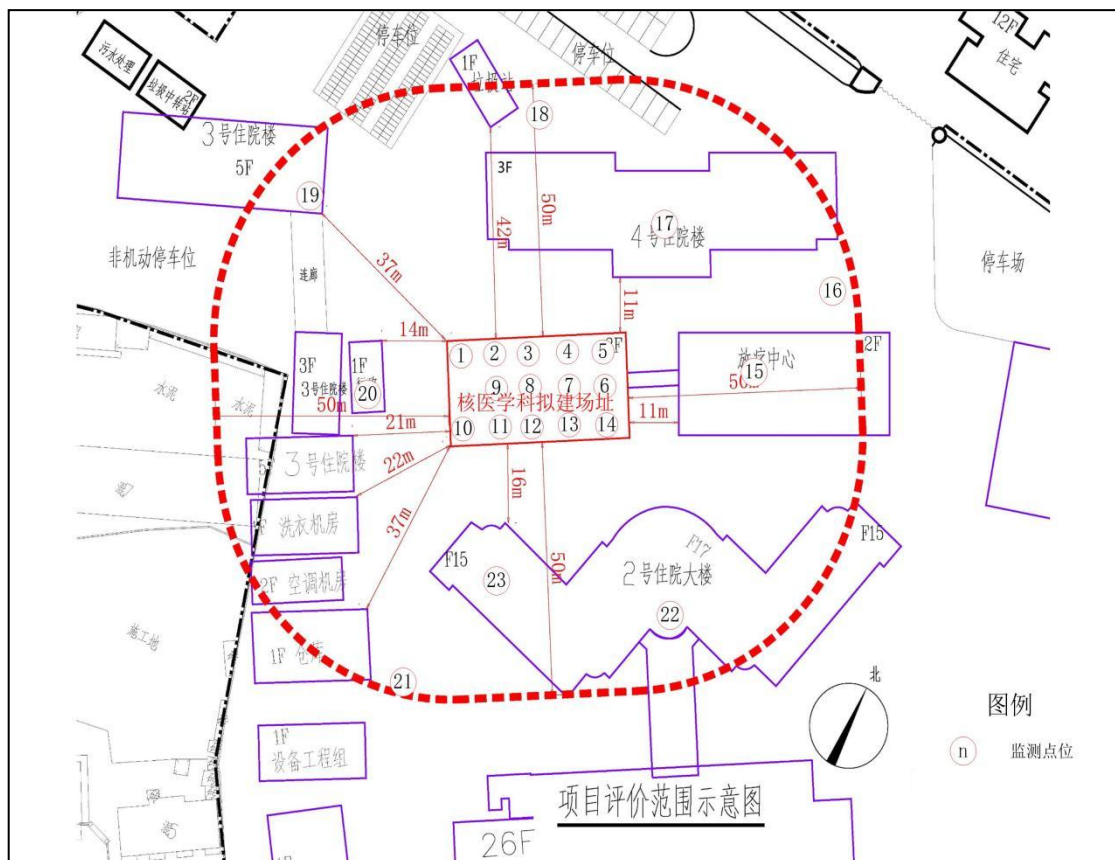 停车位
停车位
12F
住宅
污水处理
垃圾中转站
2F
1F
垃圾站
18
3号住院楼
5F
19
3F
17
4号住院楼
50m
42m
37m
非机动停车位
连廊
16
停车场
11m
14m
1
2
3
4
5
2F
3F
3号住院楼
1F
20
9
8
7
6
放疗中心
15
2F
50m
核医学科拟建场址
50m
21m
10
11
12
13
14
11m
水泥
水泥
3号住院楼
22m
16m
洗衣机房
37m
50m
F15
23
F17
F15
2号住院大楼
2F 空调机房
22
施工地
1F 仓库
21
北
图例
n 监测点位
1F
设备工程组
项目评价范围示意图
26F